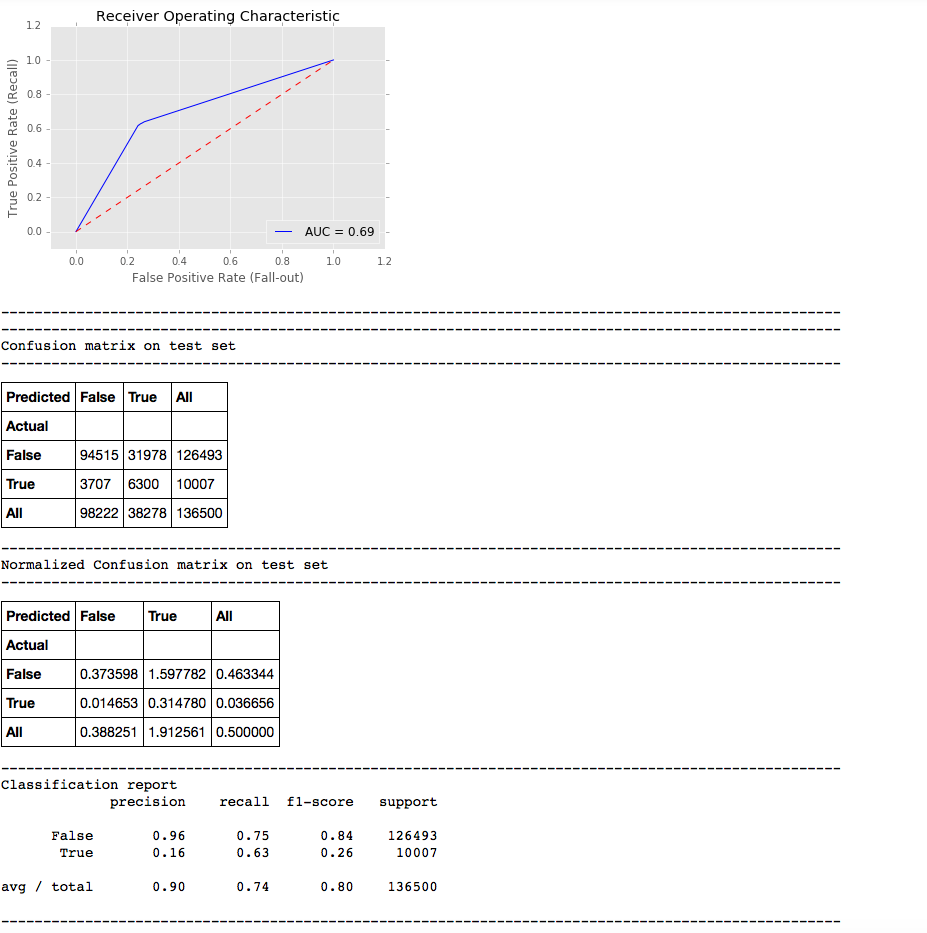 Receiver Operating Characteristic
1.2
1.0
0.8
0.6
0.4
0.2
0.0
True Positive Rate (Recall)
AUC = 0.69
0.0 0.2 0.4 0.6 0.8 1.0 1.2
False Positive Rate (Fall-out)
Confusion matrix on test set
Predicted False True All
Actual
False 94515 31978 126493
True 3707 6300 10007
All 98222 38278 136500
Normalized Confusion matrix on test set
Predicted False True All
Actual
False 0.373598 1.597782 0.463344
True 0.014653 0.314780 0.036656
All 0.388251 1.912561 0.500000
Classification report
precision recall f1-score support
False 0.96 0.75 0.84 126493
True 0.16 0.63 0.26 10007
avg / total 0.90 0.74 0.80 136500